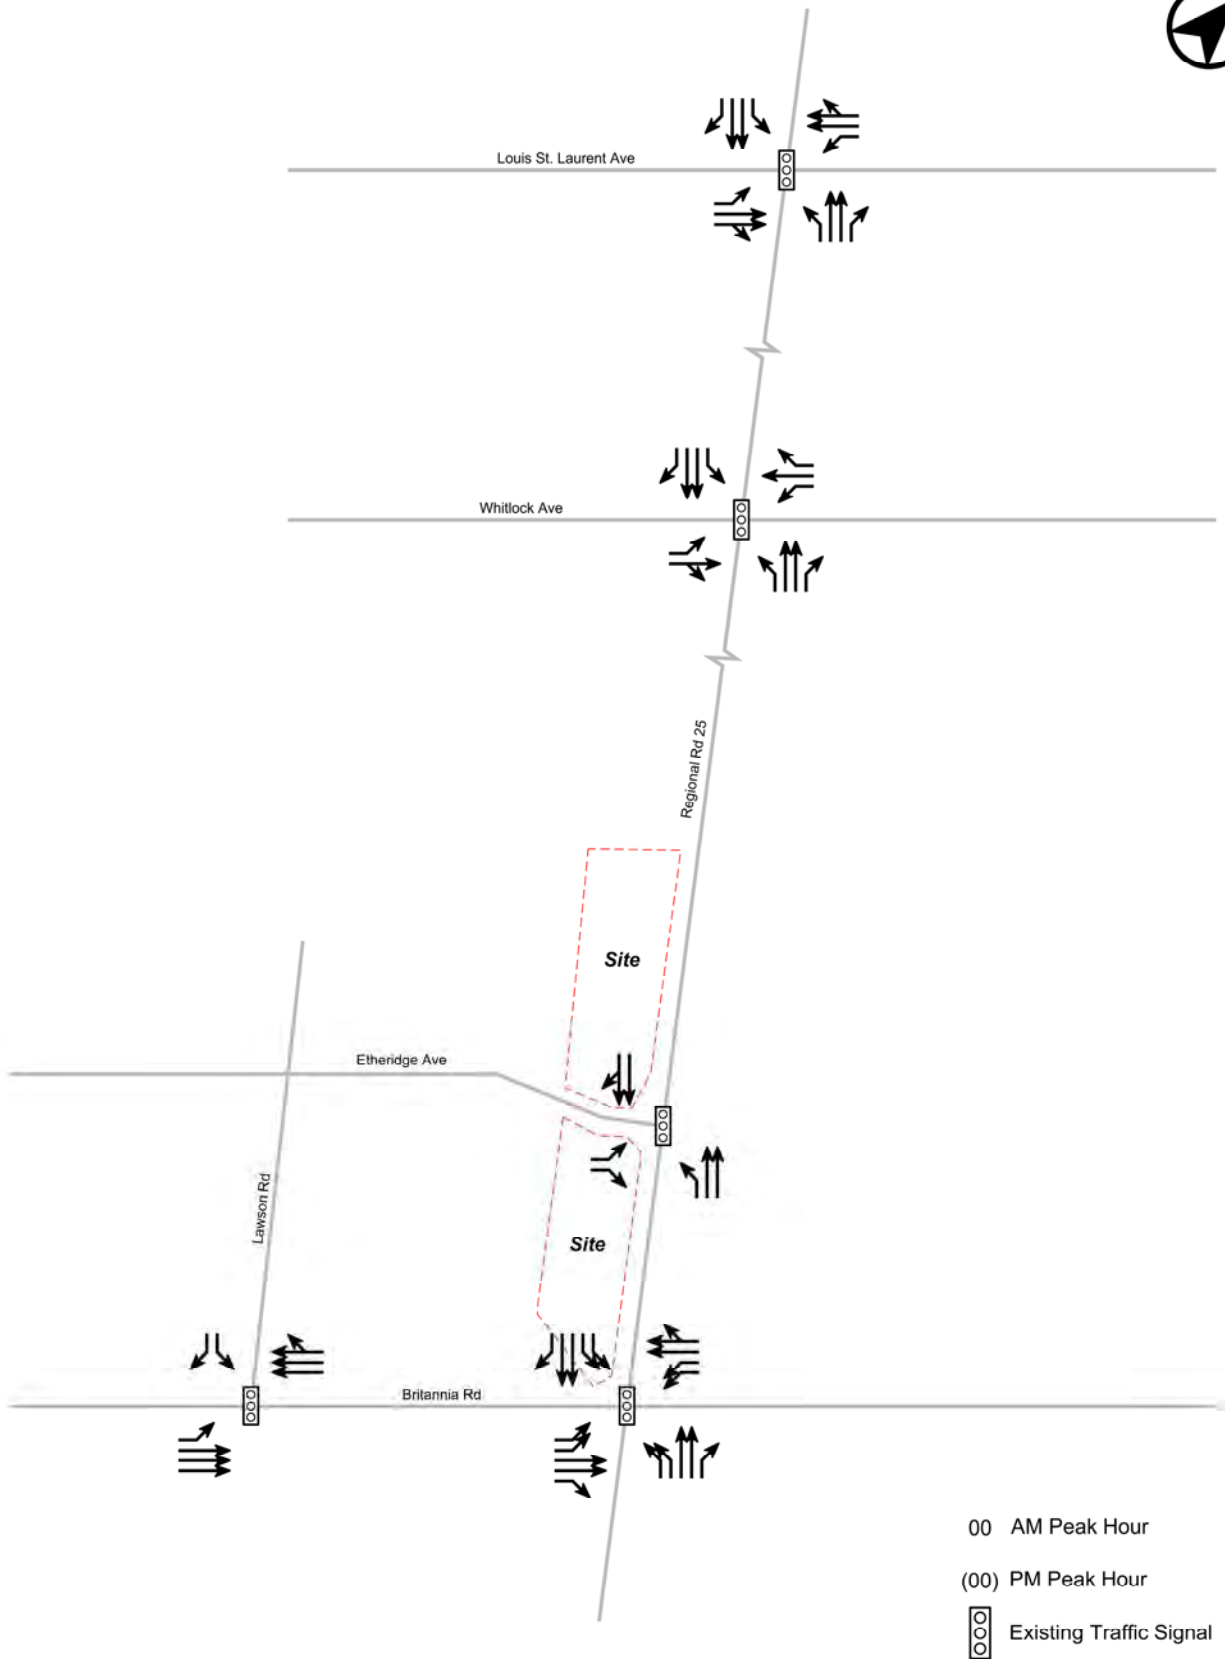 Louis St. Laurent Ave
Whitlock Ave
Regional Rd 25
Site
Etheridge Ave
Lawson Rd
Site
Britannia Rd
00 AM Peak Hour
(00) PM Peak Hour
Existing Traffic Signal